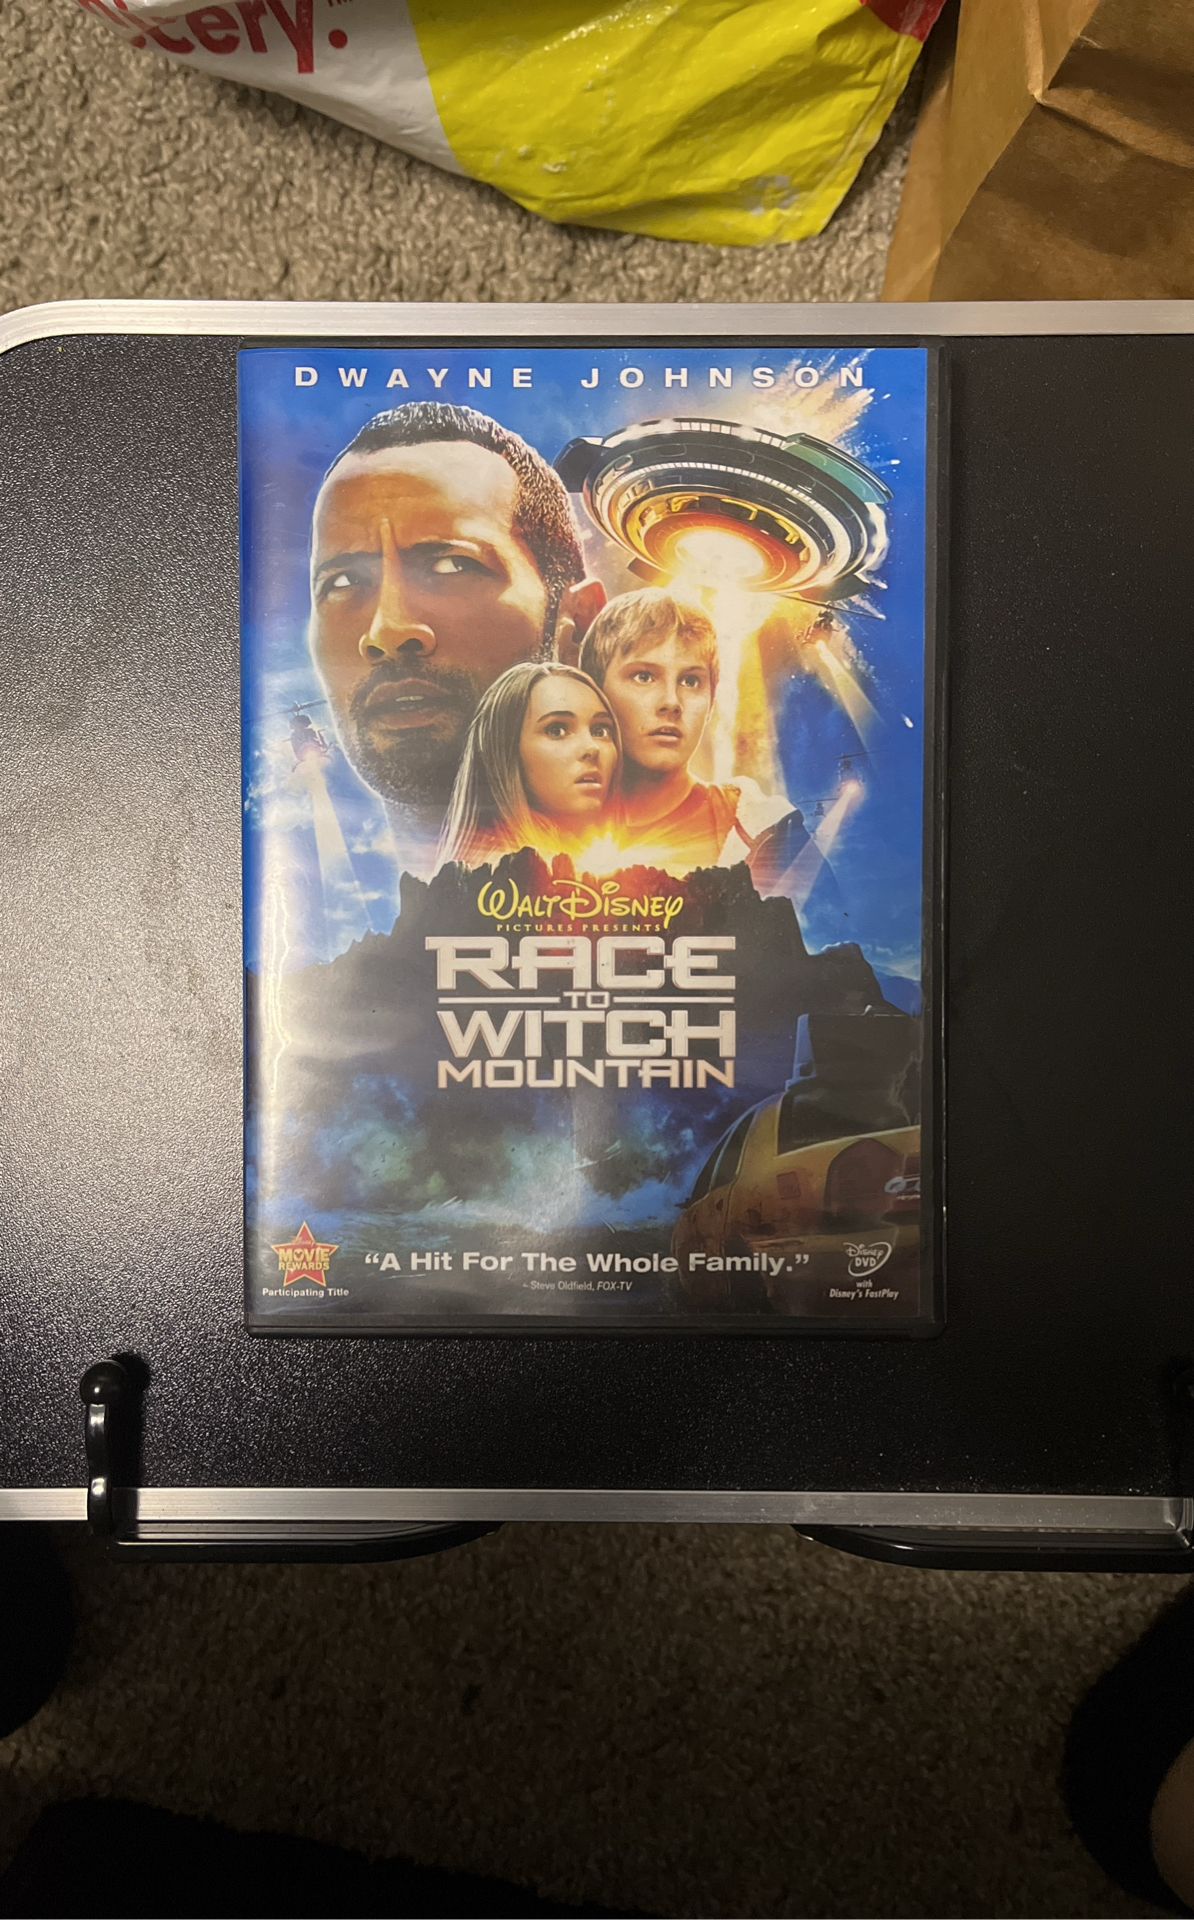 cery.
DWAYNE JOHNSON
WALT DISNEY
PICTURES PRESENTS
RACE
TO
WITCH
MOUNTAIN
MOVIE
REWARDS
Participating Title
“A Hit For The Whole Family.”
– Steve Oldfield, FOX-TV
Disney
DVD
with
Disney's FastPlay